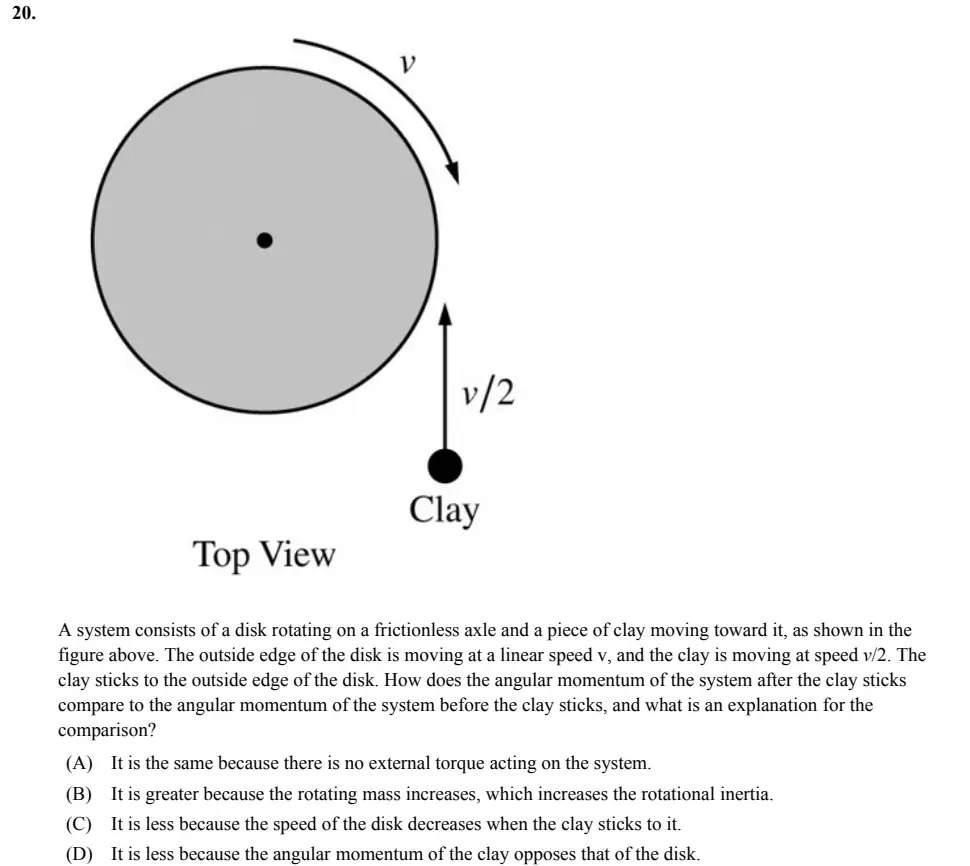 20.
v
v/2
Clay
Top View
A system consists of a disk rotating on a frictionless axle and a piece of clay moving toward it, as shown in the
figure above. The outside edge of the disk is moving at a linear speed v, and the clay is moving at speed v/2. The
clay sticks to the outside edge of the disk. How does the angular momentum of the system after the clay sticks
compare to the angular momentum of the system before the clay sticks, and what is an explanation for the
comparison?
(A) It is the same because there is no external torque acting on the system.
(B) It is greater because the rotating mass increases, which increases the rotational inertia.
(C) It is less because the speed of the disk decreases when the clay sticks to it.
(D) It is less because the angular momentum of the clay opposes that of the disk.